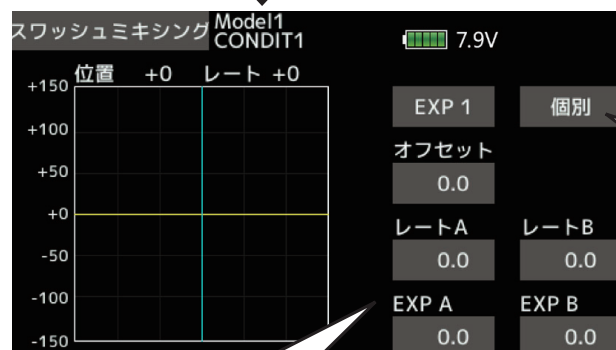 スワッシュミキシング Model1
CONDIT1
7.9V
位置 +0 レート +0
+150
+100
+50
+0
-50
-100
-150
EXP 1 個別
オフセット
0.0
レートA レートB
0.0 0.0
EXP A EXP B
0.0 0.0